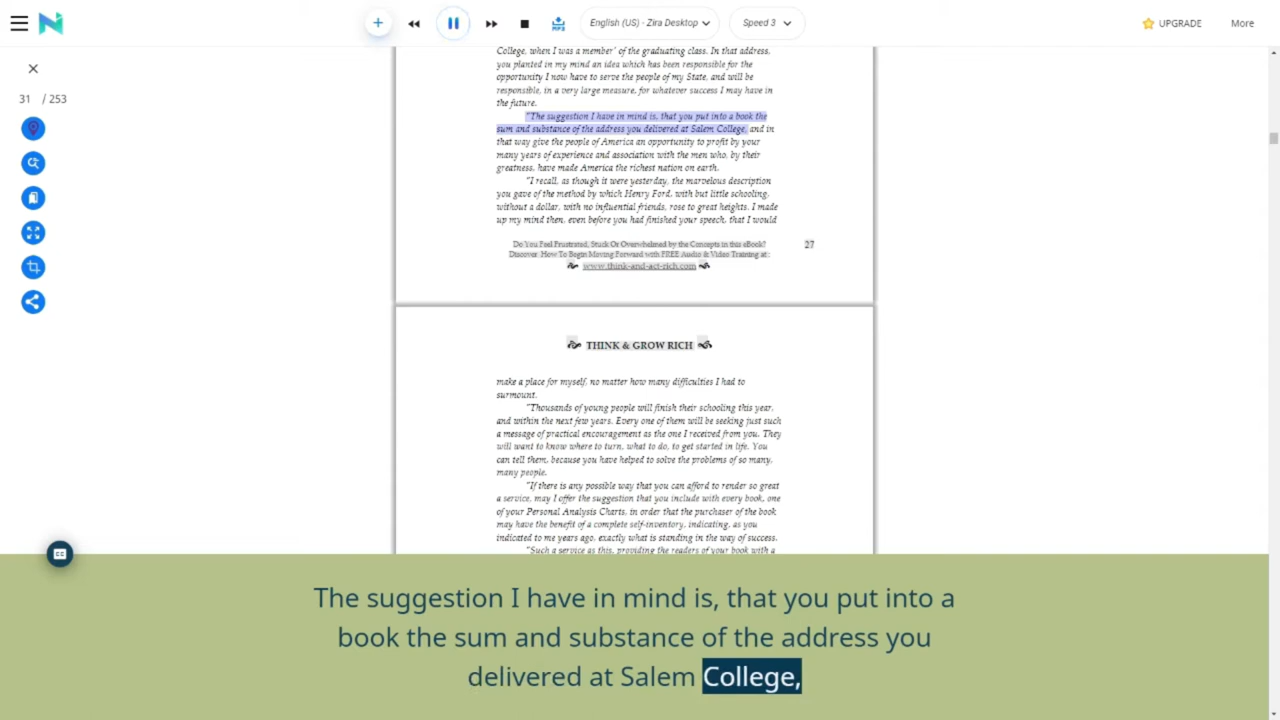 English (US) - Zira Desktop
Speed 3
UPGRADE
More
31 / 253
College, when I was a member' of the graduating class. In that address,
you planted in my mind an idea which has been responsible for the
opportunity I now have to serve the people of my State, and will be
responsible, in a very large measure, for whatever success I may have in
the future.
"The suggestion I have in mind is, that you put into a book the
sum and substance of the address you delivered at Salem College, and in
that way give the people of America an opportunity to profit by your
many years of experience and association with the men who, by their
greatness, have made America the richest nation on earth.
"I recall, as though it were yesterday, the marvelous description
you gave of the method by which Henry Ford, with but little schooling,
without a dollar, with no influential friends, rose to great heights. I made
up my mind then, even before you had finished your speech, that I would
Do You Feel Frustrated, Stuck Or Overwhelmed by the Concepts in this eBook?
27
Discover How To Begin Moving Forward with FREE Audio & Video Training at:
www.think-and-act-rich.com
THINK & GROW RICH
make a place for myself, no matter how many difficulties I had to
surmount.
"Thousands of young people will finish their schooling this year,
and within the next few years. Every one of them will be seeking just such
a message of practical encouragement as the one I received from you. They
will want to know where to turn, what to do, to get started in life. You
can tell them, because you have helped to solve the problems of so many,
many people.
"If there is any possible way that you can afford to render so great
a service, may I offer the suggestion that you include with every book, one
of your Personal Analysis Charts, in order that the purchaser of the book
may have the benefit of a complete self-inventory, indicating, as you
indicated to me years ago, exactly what is standing in the way of success.
"Such a service as this, providing the readers of your book with a
CC
The suggestion I have in mind is, that you put into a
book the sum and substance of the address you
delivered at Salem College,